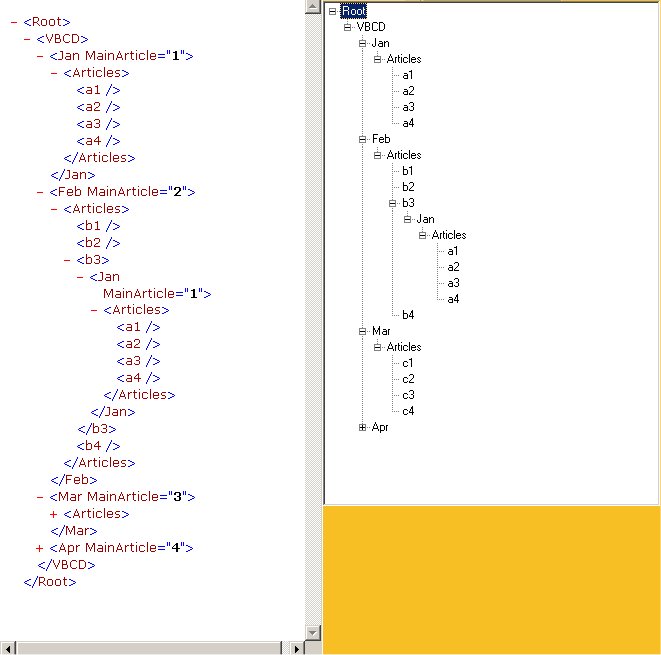 - <Root>
- <VBCD>
- <Jan MainArticle="1">
- <Articles>
<a1 />
<a2 />
<a3 />
<a4 />
</Articles>
</Jan>
- <Feb MainArticle="2">
- <Articles>
<b1 />
<b2 />
- <b3>
- <Jan
MainArticle="1">
- <Articles>
<a1 />
<a2 />
<a3 />
<a4 />
</Articles>
</Jan>
</b3>
<b4 />
</Articles>
</Feb>
- <Mar MainArticle="3">
+ <Articles>
</Mar>
+ <Apr MainArticle="4">
</VBCD>
</Root>
Root
VBCD
Jan
Articles
a1
a2
a3
a4
Feb
Articles
b1
b2
b3
Jan
Articles
a1
a2
a3
a4
b4
Mar
Articles
c1
c2
c3
c4
Apr